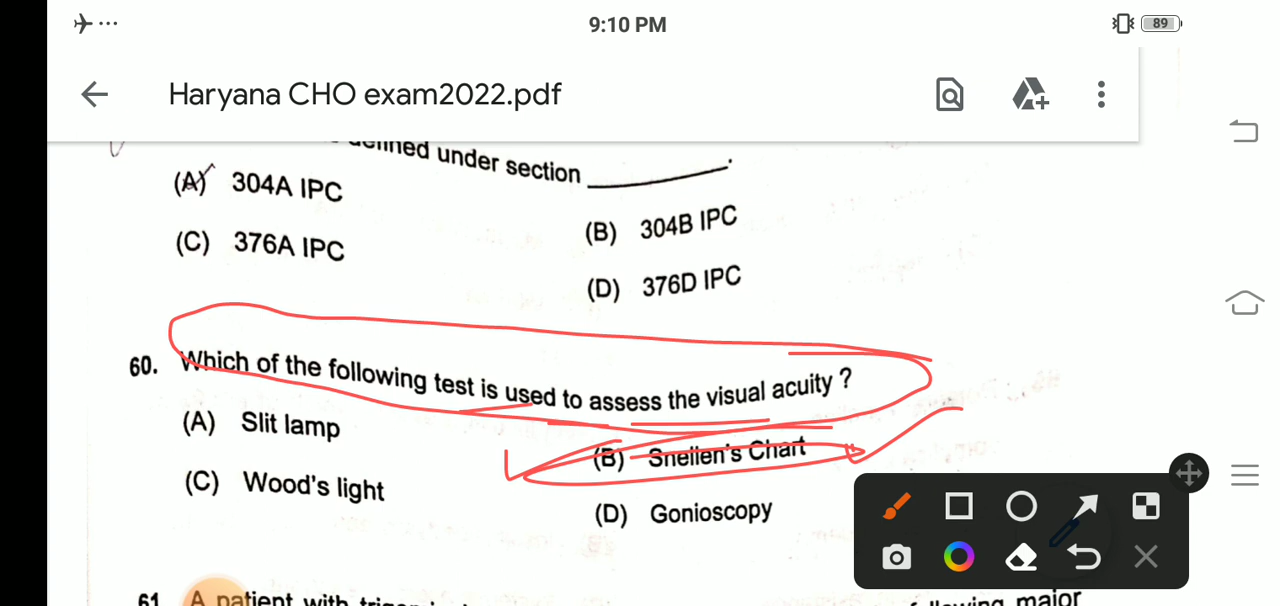 9:10 PM
89
Haryana CHO exam2022.pdf
defined under section ________.
(A) 304A IPC
(B) 304B IPC
(C) 376A IPC
(D) 376D IPC
60. Which of the following test is used to assess the visual acuity ?
(A) Slit lamp
(B) Snellen's Chart
(C) Wood's light
(D) Gonioscopy
61 A patient with
major